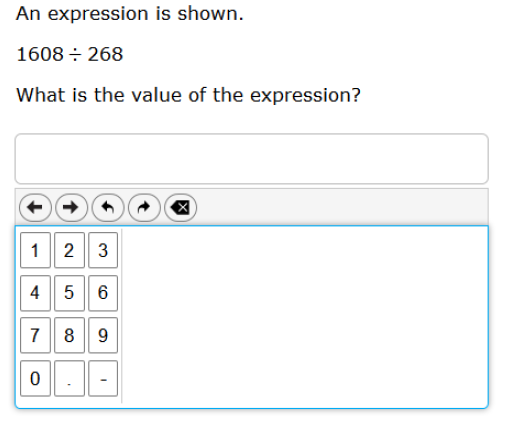 An expression is shown.
1608 ÷ 268
What is the value of the expression?
1 2 3
4 5 6
7 8 9
0 . -